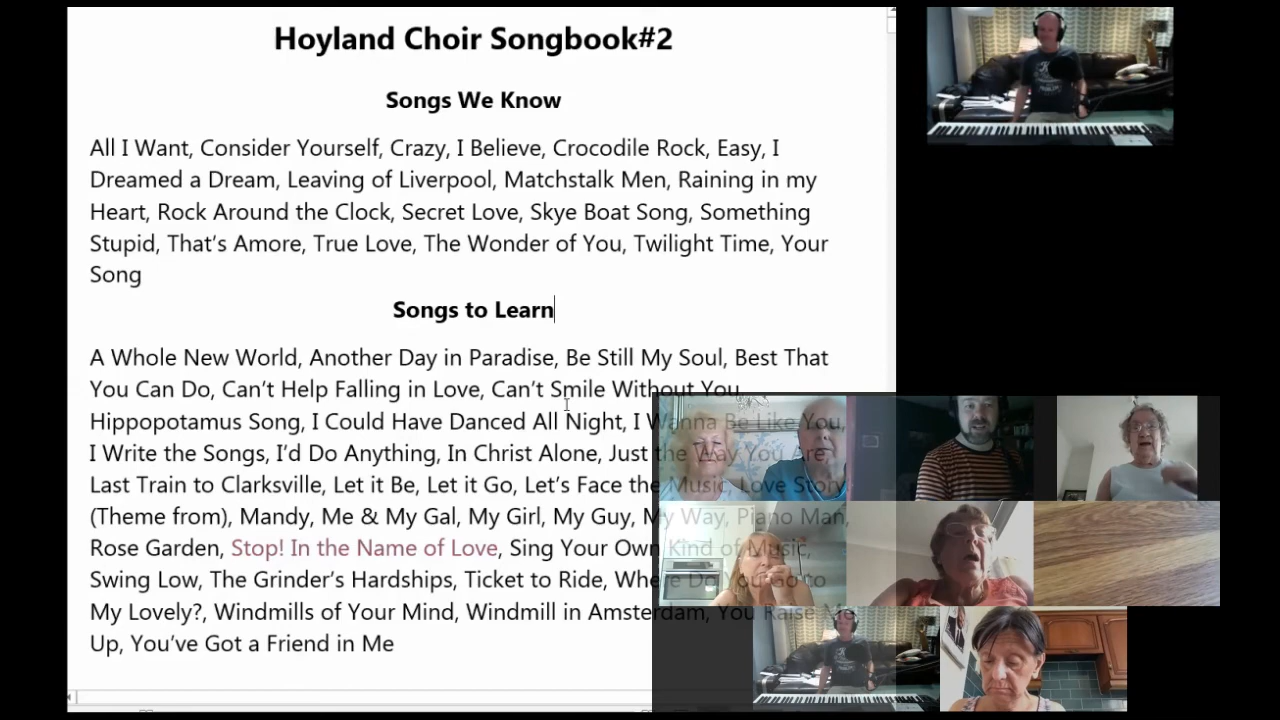 Hoyland Choir Songbook#2
Songs We Know
All I Want, Consider Yourself, Crazy, I Believe, Crocodile Rock, Easy, I
Dreamed a Dream, Leaving of Liverpool, Matchstalk Men, Raining in my
Heart, Rock Around the Clock, Secret Love, Skye Boat Song, Something
Stupid, That's Amore, True Love, The Wonder of You, Twilight Time, Your
Song
Songs to Learn
A Whole New World, Another Day in Paradise, Be Still My Soul, Best That
You Can Do, Can't Help Falling in Love, Can't Smile Without You
Hippopotamus Song, I Could Have Danced All Night, I Wanna Be Like You,
I Write the Songs, I'd Do Anything, In Christ Alone, Just the Way You Are,
Last Train to Clarksville, Let it Be, Let it Go, Let's Face the Music, Love Story
(Theme from), Mandy, Me & My Gal, My Girl, My Guy, My Way, Piano Man,
Rose Garden, Stop! In the Name of Love, Sing Your Own Kind of Music,
Swing Low, The Grinder's Hardships, Ticket to Ride, Where Do You Go to
My Lovely?, Windmills of Your Mind, Windmill in Amsterdam, You Raise Me
Up, You've Got a Friend in Me